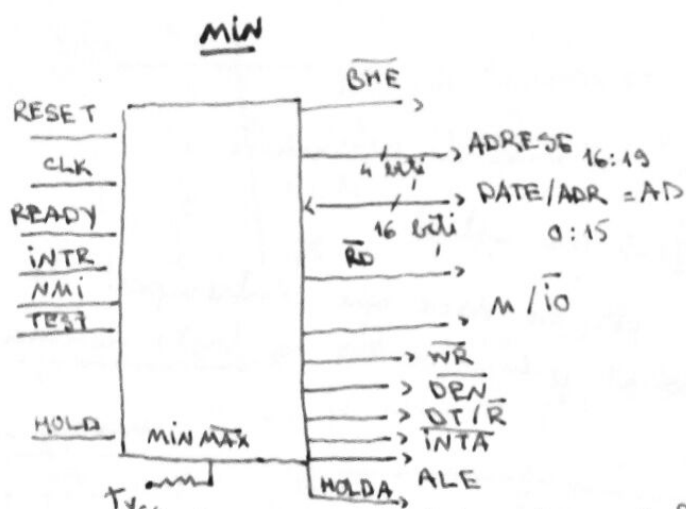 MIN
BHE
RESET
ADRESE 16:19
4 biti
CLK
DATE/ADR = AD
READY
16 biti
0:15
INTR
RD
NMI
M/IO
TEST
WR
DEN
DT/R
HOLD
MIN MAX
INTA
ALE
HOLDA